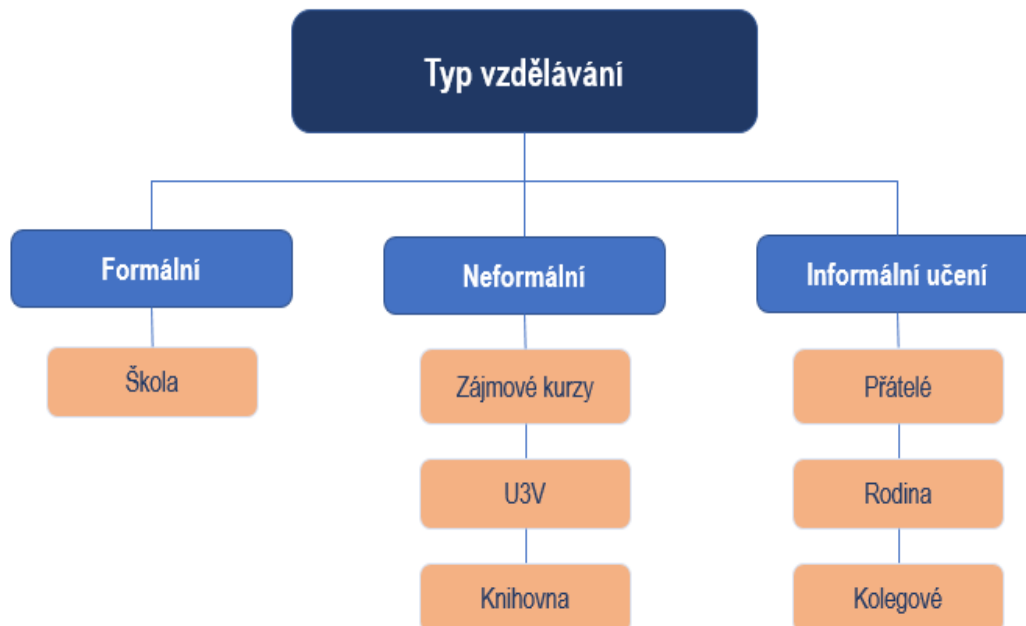 Typ vzdělávání
Formální
Neformální
Informální učení
Škola
Zájmové kurzy
Přátelé
U3V
Rodina
Knihovna
Kolegové